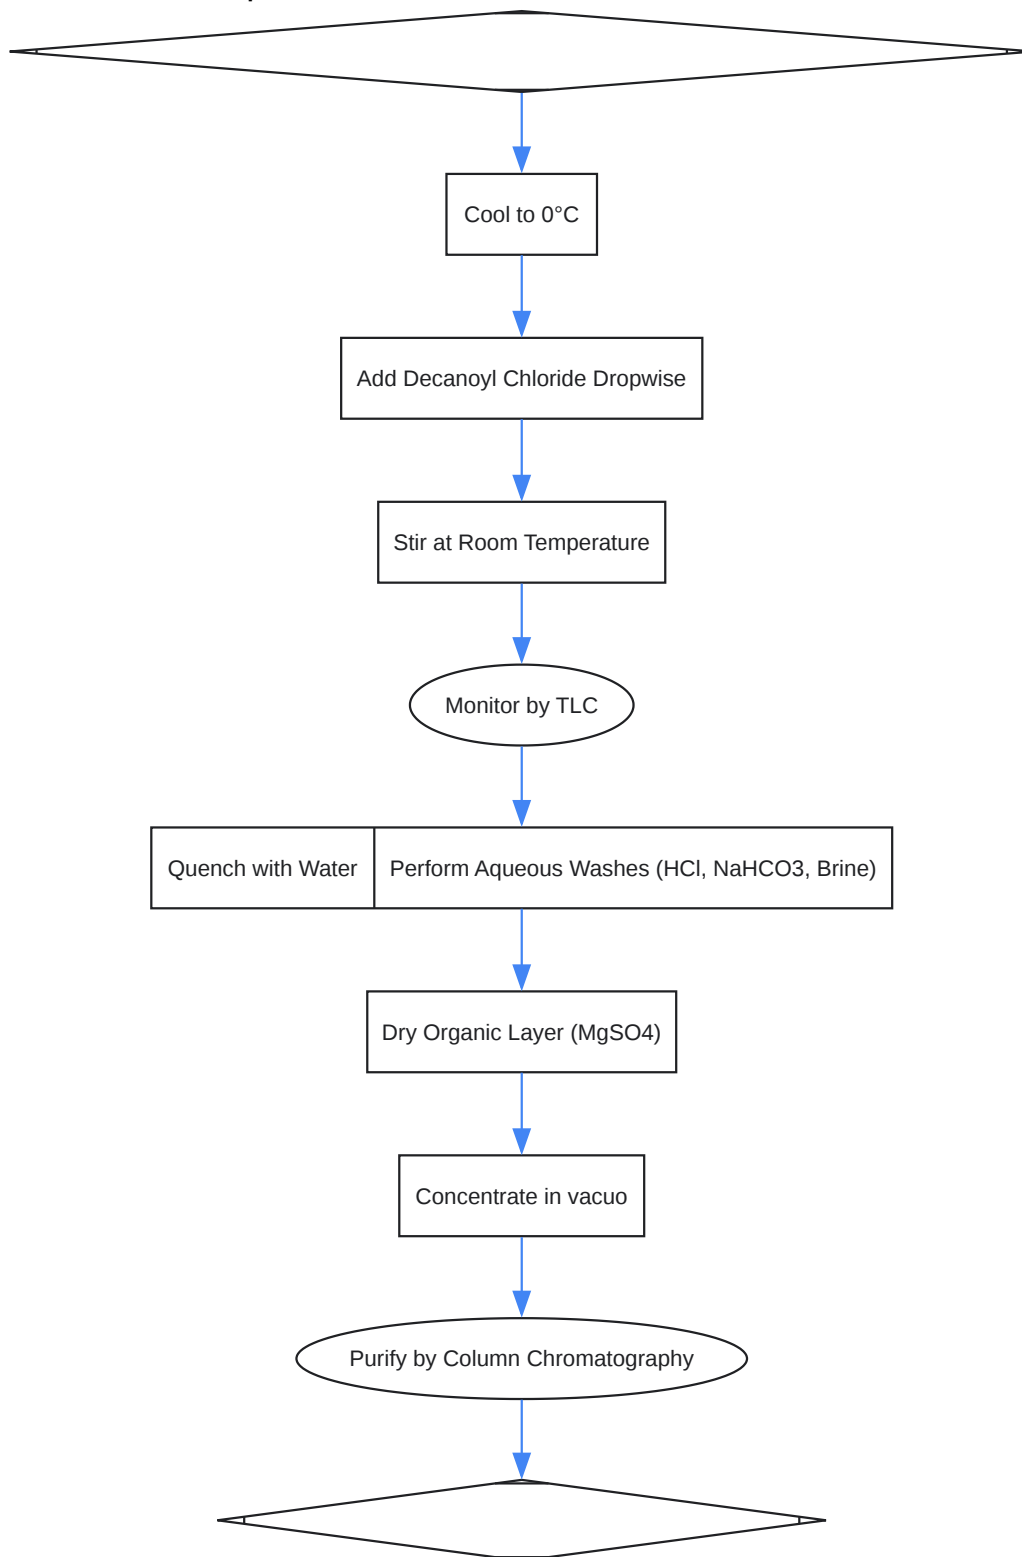 Cool to 0°C
Add Decanoyl Chloride Dropwise
Stir at Room Temperature
Monitor by TLC
Quench with Water
Perform Aqueous Washes (HCl, NaHCO3, Brine)
Dry Organic Layer (MgSO4)
Concentrate in vacuo
Purify by Column Chromatography